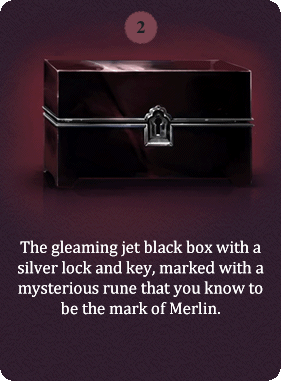 2
The gleaming jet black box with a
silver lock and key, marked with a
mysterious rune that you know to
be the mark of Merlin.